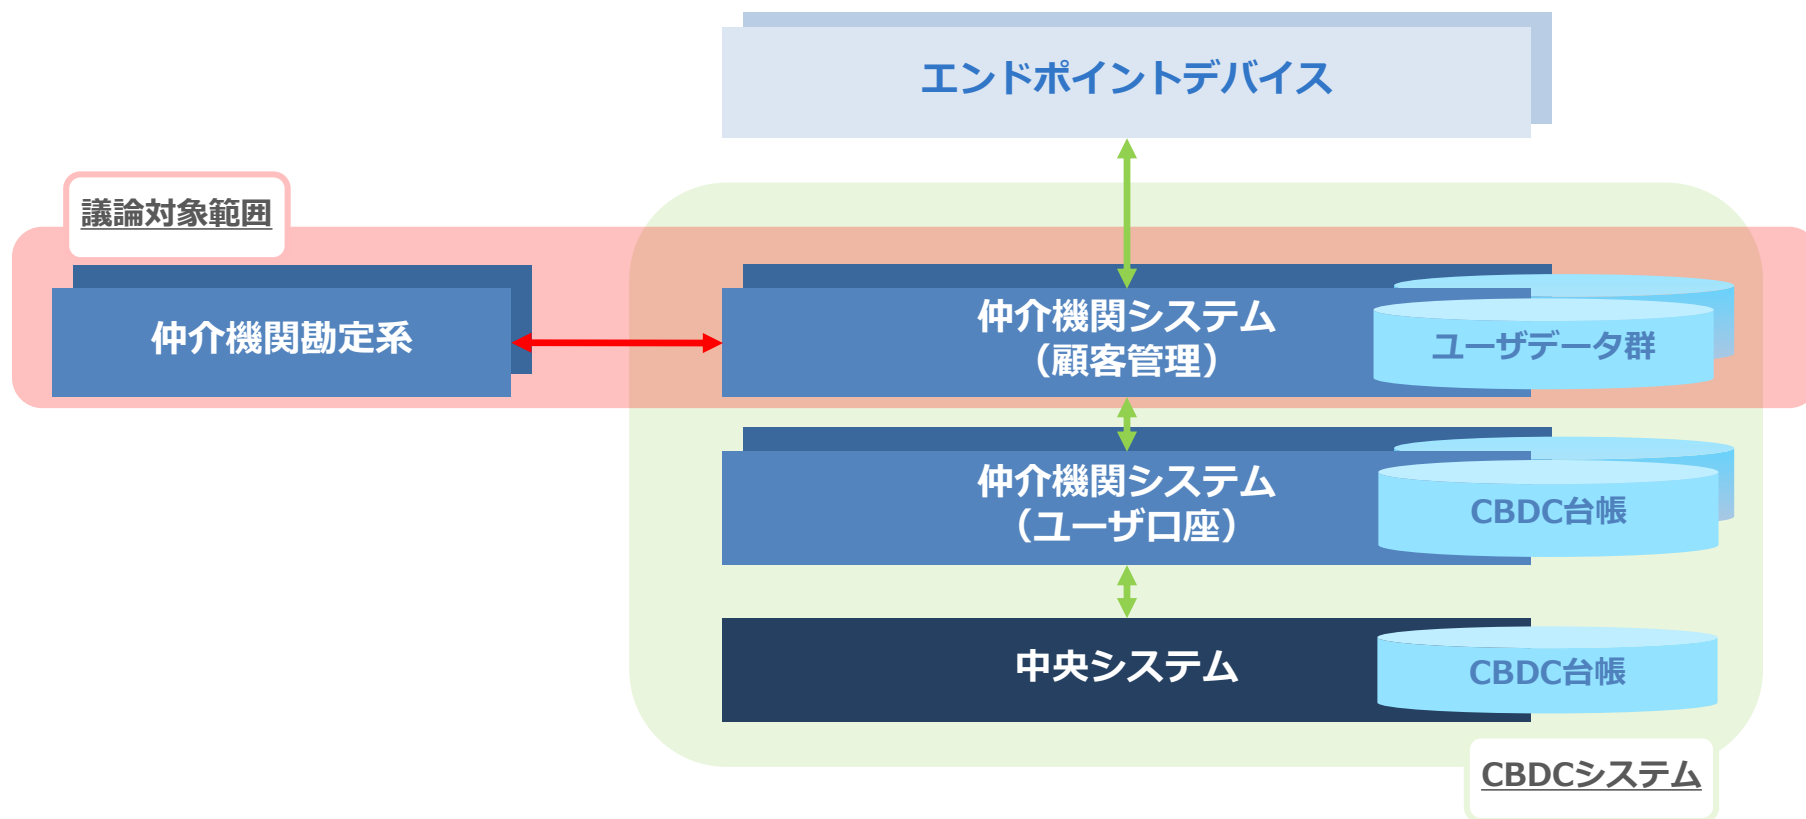 エンドポイントデバイス
議論対象範囲
仲介機関勘定系
仲介機関システム
（顧客管理）
ユーザデータ群
仲介機関システム
（ユーザ口座）
CBDC台帳
中央システム
CBDC台帳
CBDCシステム